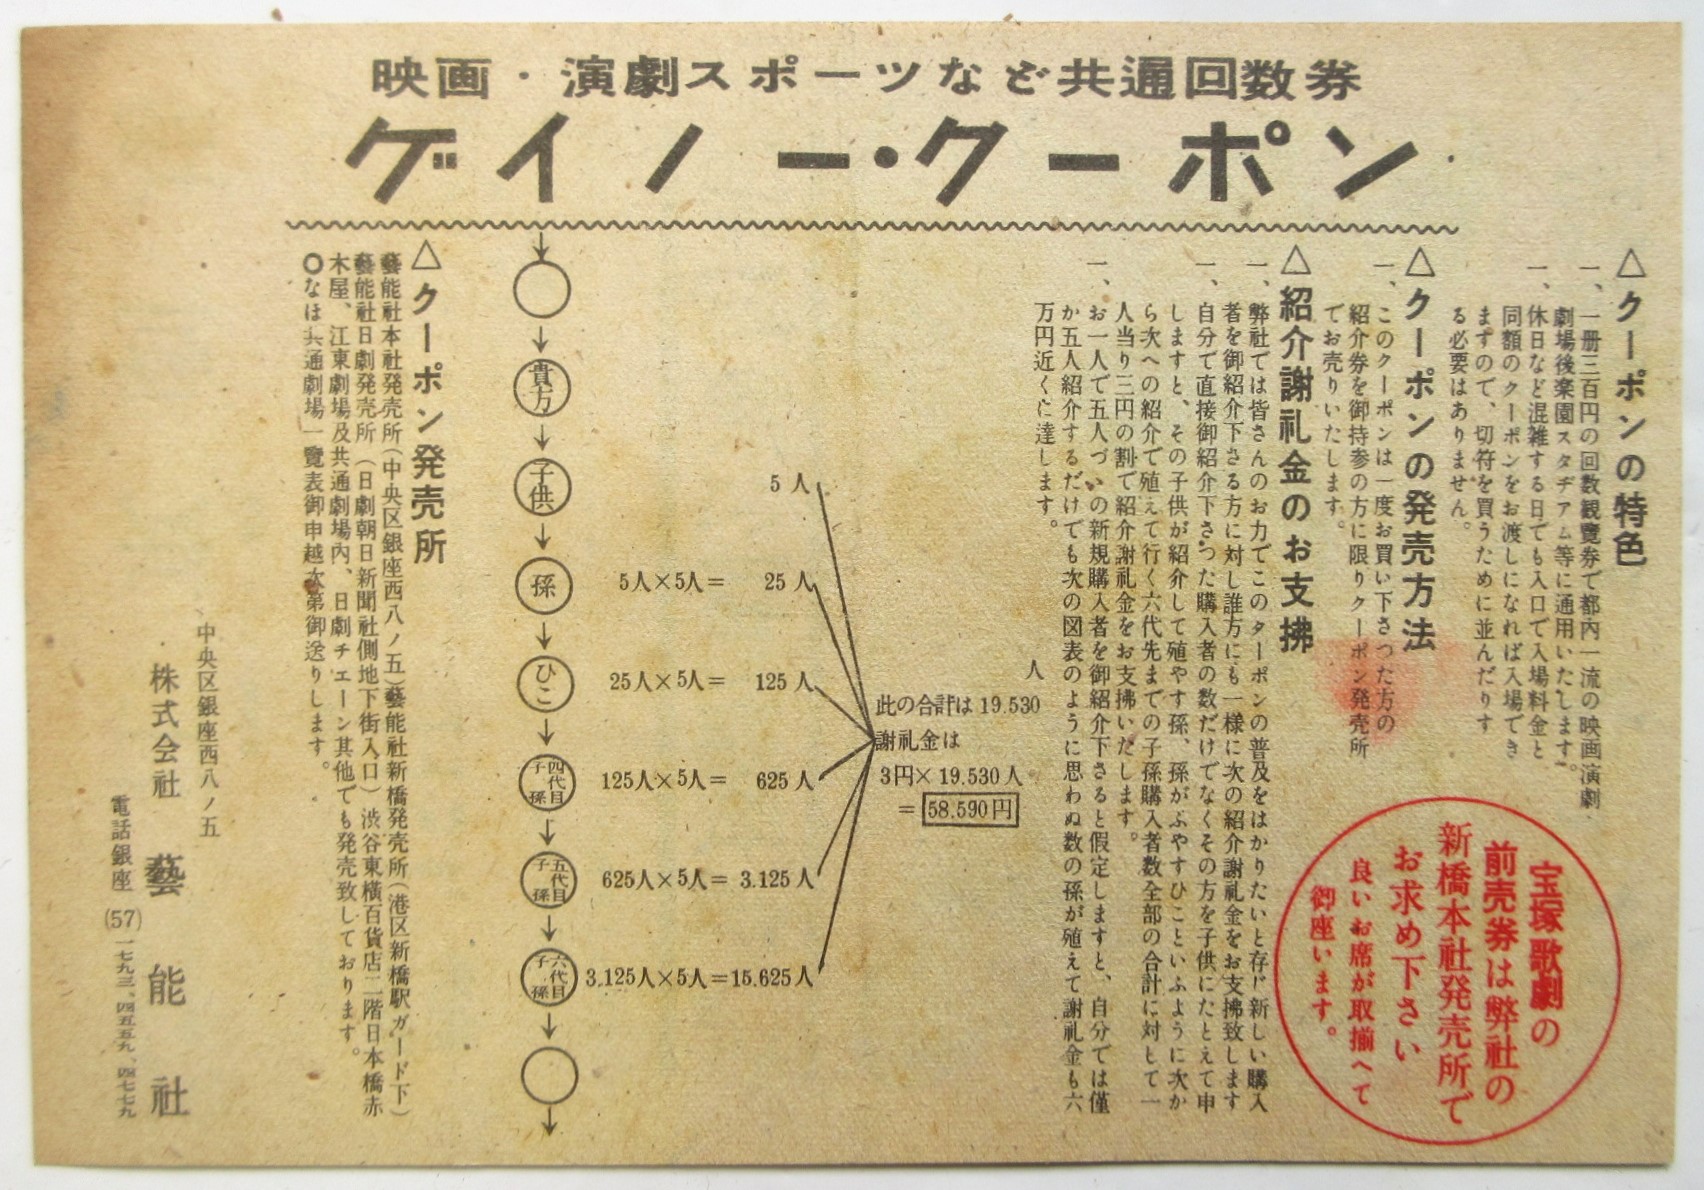 映画・演劇スポーツなど共通回数券
ゲイノー・クーポン
△クーポンの特色
一、一册三百円の回数観覽券で都內一流の映画演劇
劇場後楽園スタヂアム等に通用いたします。
休日など混雑する日でも入口で入場料金と
同額のクーポンをお渡しになれば入場でき
ますので、切符を買うために並んだりす
る必要はありません。
△クーポンの発売方法
一、このクーポンは一度お買い下さつた方の
紹介券を御持参の方に限りクーポン発売所
でお売りいたします。
△紹介謝礼金のお支拂
一、弊社では皆さんのお力でこのクーポンの普及をはかりたいと存じ新しい購入
者を御紹介下さる方に対し誰方にも一様に次の紹介謝礼金をお支拂致します
一、自分で直接御紹介下さつた購入者の数だけでなくその方を子供にたとえて申
しますと、その子供が紹介して殖やす孫、孫がふやすひこといふように次か
ら次への紹介で殖えて行く六代先までの子孫購入者数全部の合計に対して一
人当り三円の割で紹介謝礼金をお支拂いたします。
一、お一人で五人づゝの新規購入者を御紹介下さると假定しますと、自分では僅
か五人紹介するだけでも次の図表のように思わぬ数の孫が殖えて謝礼金も六
万円近くに達します。
貴方
子供
5人
孫
5人×5人＝ 25人
ひこ
25人×5人＝ 125人
四代目子孫
125人×5人＝ 625人
五代目子孫
625人×5人＝ 3.125人
六代目子孫
3.125人×5人＝15.625人
人
此の合計は 19.530
謝礼金は
3円×19.530人
＝58.590円
△クーポン発売所
藝能社本社発売所(中央区銀座西八ノ五)藝能社新橋発売所(港区新橋駅ガード下)
藝能社日劇発売所(日劇朝日新聞社側地下街入口)渋谷東横百貨店二階日本橋赤
木屋、江東劇場及共通劇場內、日劇チエーン其他でも発売致しております。
○なほ共通劇場一覽表御申越次第御送りします。
中央区銀座西八ノ五
株式会社 藝能社
電話銀座(57)一七九三、四五五九、四七七九
宝塚歌劇の
前売券は弊社の
新橋本社発売所で
お求め下さい
良いお席が取揃へて
御座います。